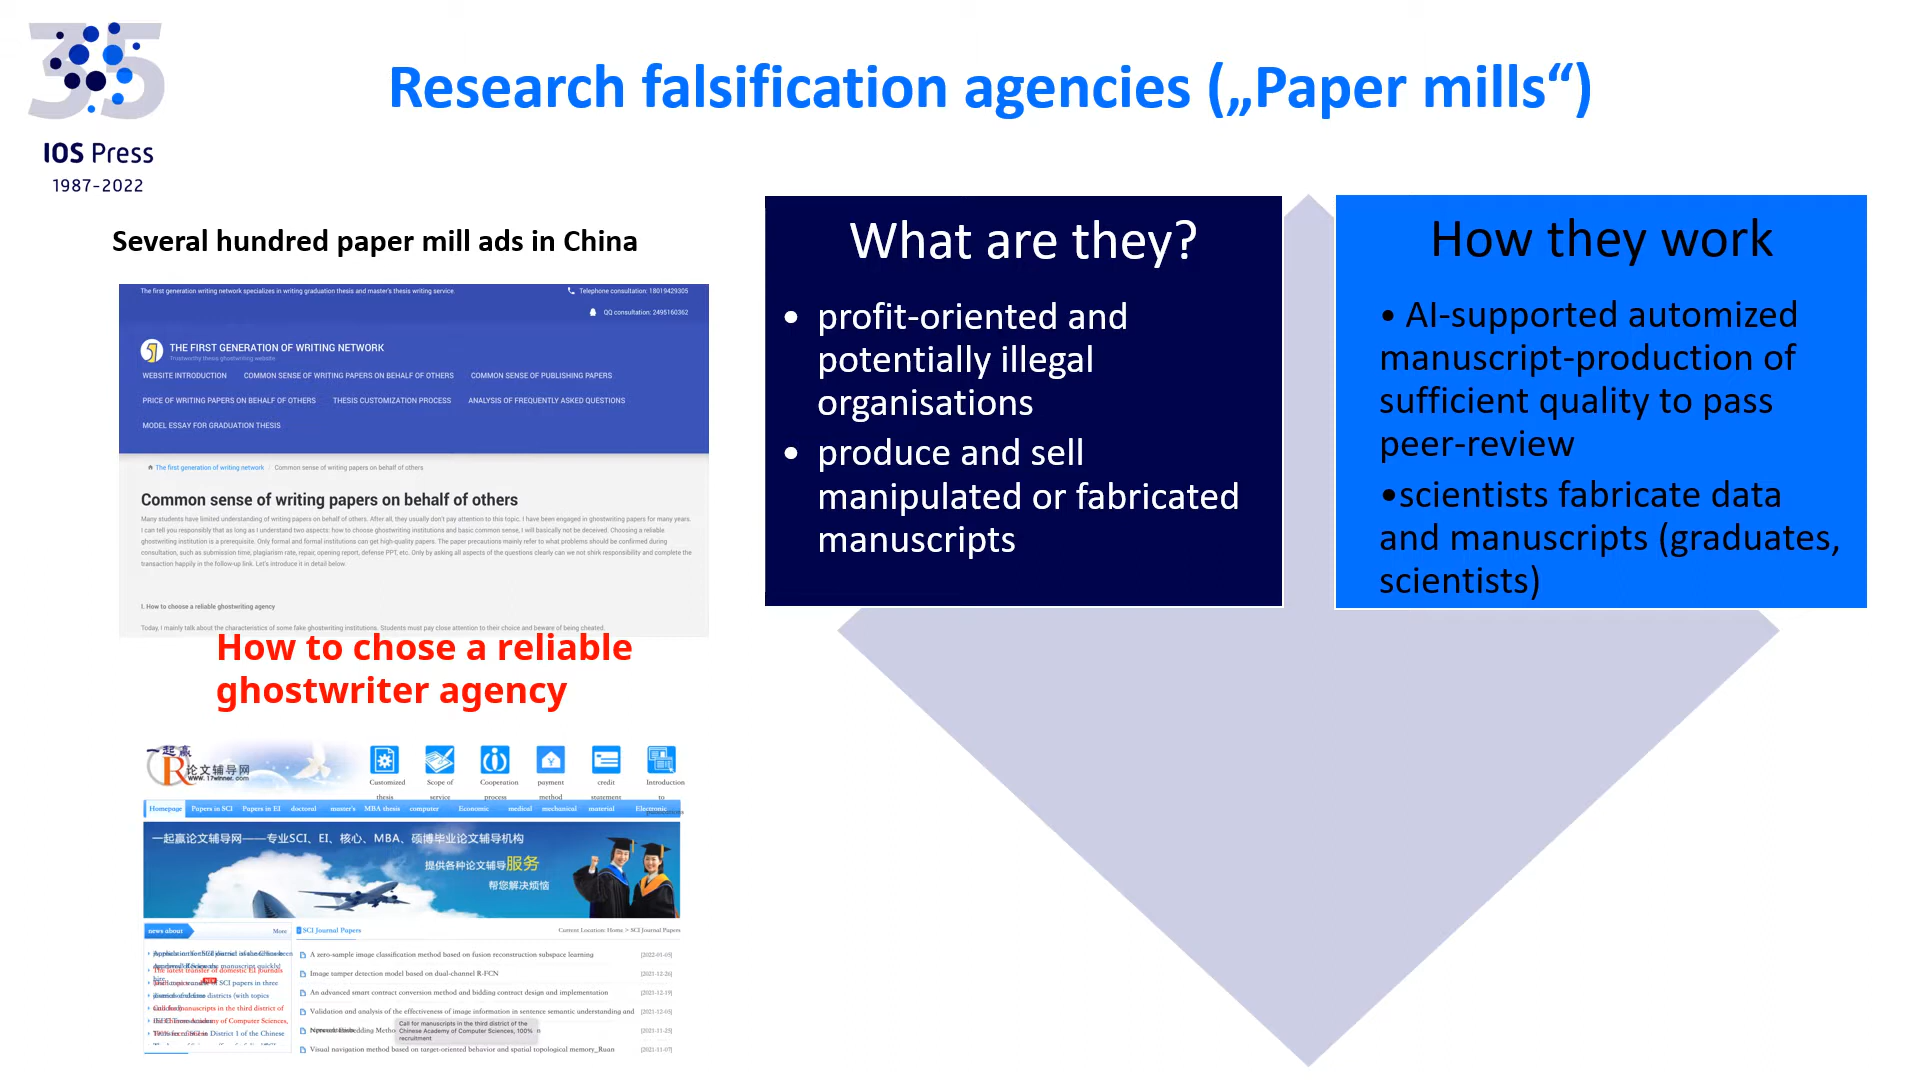 35
IOS Press
1987-2022
Research falsification agencies („Paper mills“)
Several hundred paper mill ads in China
The first generation writing network specializes in writing graduation thesis and master's thesis writing service
Telephone consultation: 18019429305
QQ consultation: 2495160362
THE FIRST GENERATION OF WRITING NETWORK
Trustworthy thesis ghostwriting website
WEBSITE INTRODUCTION COMMON SENSE OF WRITING PAPERS ON BEHALF OF OTHERS COMMON SENSE OF PUBLISHING PAPERS
PRICE OF WRITING PAPERS ON BEHALF OF OTHERS THESIS CUSTOMIZATION PROCESS ANALYSIS OF FREQUENTLY ASKED QUESTIONS
MODEL ESSAY FOR GRADUATION THESIS
The first generation of writing network / Common sense of writing papers on behalf of others
Common sense of writing papers on behalf of others
Many students have limited understanding of writing papers on behalf of others. After all, they usually don't pay attention to this topic. I have been engaged in ghostwriting papers for many years.
I can tell you responsibly that as long as I understand two aspects: how to choose ghostwriting institutions and basic common sense, I will basically not be deceived. Choosing a reliable
ghostwriting institution is a prerequisite. Only formal and formal institutions can get high-quality papers. The paper precautions mainly refer to what problems should be confirmed during
consultation, such as submission time, plagiarism rate, repair, opening report, defense PPT, etc. Only by asking all aspects of the questions clearly can we not shirk responsibility and complete the
transaction happily in the follow-up link. Let's introduce it in detail below.
I. How to choose a reliable ghostwriting agency
Today, I mainly talk about the characteristics of some fake ghostwriting institutions. Students must pay close attention to their choice and beware of being cheated.
How to chose a reliable
ghostwriter agency
一起赢
R论文辅导网
www.17winner.com
Customized thesis
Scope of service
Cooperation process
payment method
credit statement
Introduction to
Homepage Papers in SCI Papers in EI doctoral master's MBA thesis computer Economic medical mechanical material Electronic
一起赢论文辅导网——专业SCI、EI、核心、MBA、硕博毕业论文辅导机构
提供各种论文辅导服务
帮您解决烦恼
news about More
The latest transfer of domestic EI journals
NEW
SCI Journal Papers Current Location: Home > SCI Journal Papers
A zero-sample image classification method based on fusion reconstruction subspace learning [2022-01-05]
Image tamper detection model based on dual-channel R-FCN [2021-12-26]
An advanced smart contract conversion method and bidding contract design and implementation [2021-12-19]
Validation and analysis of the effectiveness of image information in sentence semantic understanding and [2021-12-03]
[2021-11-23]
Call for manuscripts in the third district of the
Chinese Academy of Computer Sciences, 100%
recruitment
Visual navigation method based on target-oriented behavior and spatial topological memory_Ruan [2021-11-07]
What are they?
• profit-oriented and
potentially illegal
organisations
• produce and sell
manipulated or fabricated
manuscripts
How they work
• AI-supported automized
manuscript-production of
sufficient quality to pass
peer-review
•scientists fabricate data
and manuscripts (graduates,
scientists)